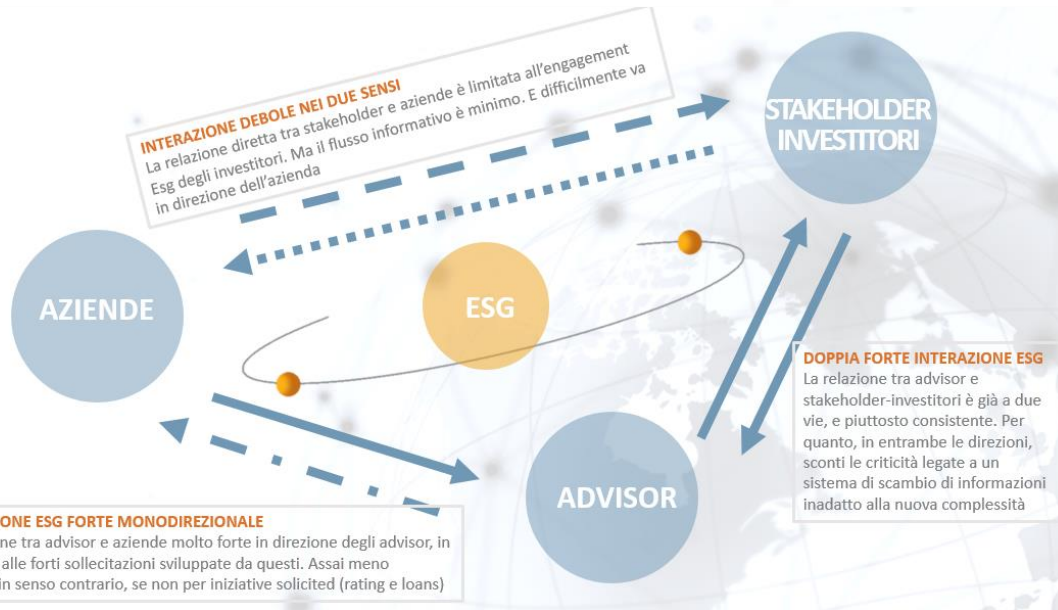 INTERAZIONE DEBOLE NEI DUE SENSI
La relazione diretta tra stakeholder e aziende è limitata all'engagement
Esg degli investitori. Ma il flusso informativo è minimo. E difficilmente va
in direzione dell'azienda
STAKEHOLDER
INVESTITORI
AZIENDE
ESG
DOPPIA FORTE INTERAZIONE ESG
La relazione tra advisor e
stakeholder-investitori è già a due
vie, e piuttosto consistente. Per
quanto, in entrambe le direzioni,
sconti le criticità legate a un
sistema di scambio di informazioni
inadatto alla nuova complessità
ADVISOR
IONE ESG FORTE MONODIREZIONALE
ne tra advisor e aziende molto forte in direzione degli advisor, in
alle forti sollecitazioni sviluppate da questi. Assai meno
in senso contrario, se non per iniziative solicited (rating e loans)